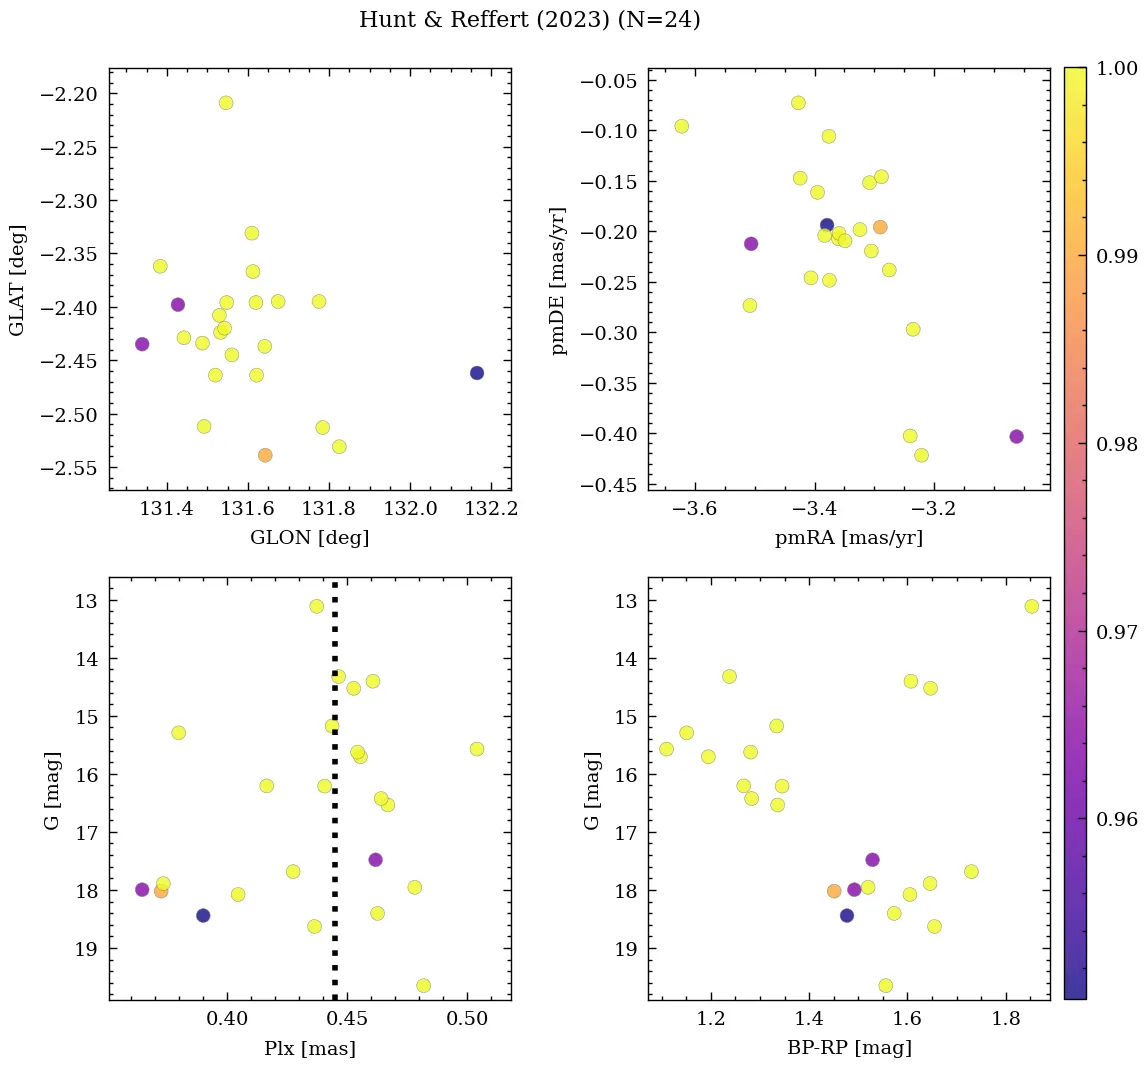 Hunt & Reffert (2023) (N=24)
−2.20
−2.25
−2.30
−2.35
−2.40
−2.45
−2.50
−2.55
GLAT [deg]
131.4 131.6 131.8 132.0 132.2
GLON [deg]
−0.05
−0.10
−0.15
−0.20
−0.25
−0.30
−0.35
−0.40
−0.45
pmDE [mas/yr]
−3.6 −3.4 −3.2
pmRA [mas/yr]
1.00
0.99
0.98
0.97
0.96
13
14
15
16
17
18
19
G [mag]
0.40 0.45 0.50
Plx [mas]
13
14
15
16
17
18
19
G [mag]
1.2 1.4 1.6 1.8
BP-RP [mag]